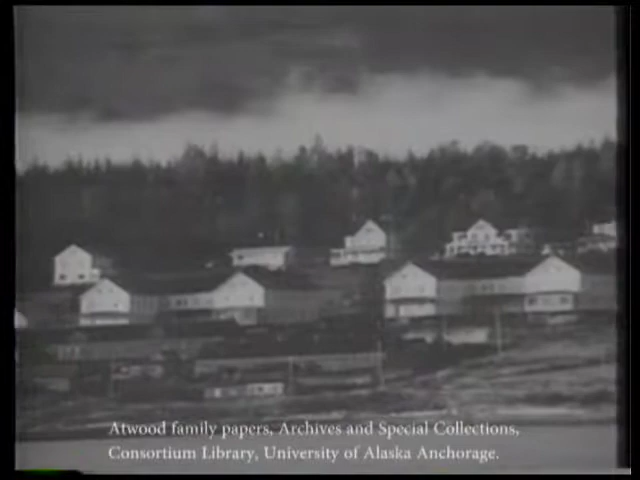 Atwood family papers, Archives and Special Collections,
Consortium Library, University of Alaska Anchorage.